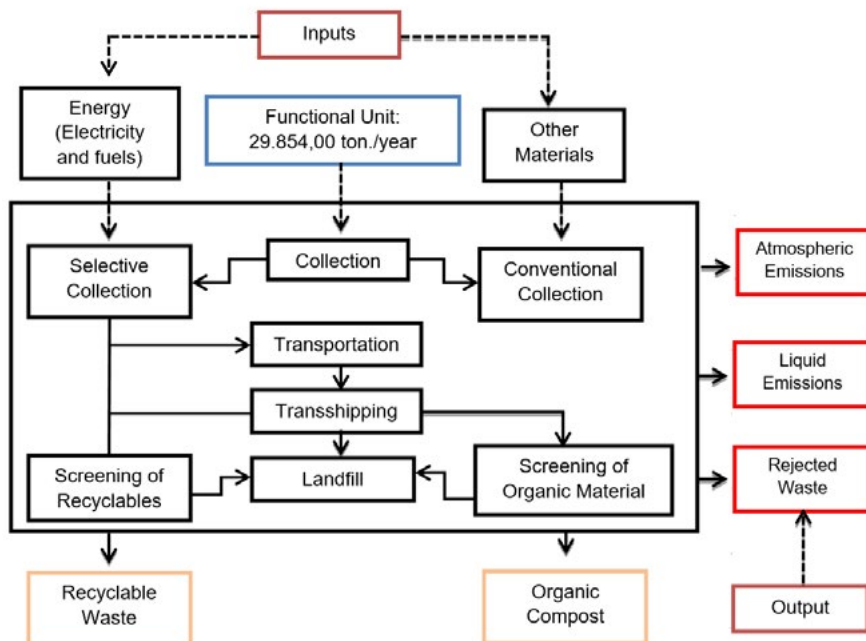 Inputs
Energy
(Electricity
and fuels)
Functional Unit:
29.854,00 ton./year
Other
Materials
Selective
Collection
Collection
Conventional
Collection
Atmospheric
Emissions
Transportation
Liquid
Emissions
Transshipping
Screening of
Recyclables
Landfill
Screening of
Organic Material
Rejected
Waste
Recyclable
Waste
Organic
Compost
Output